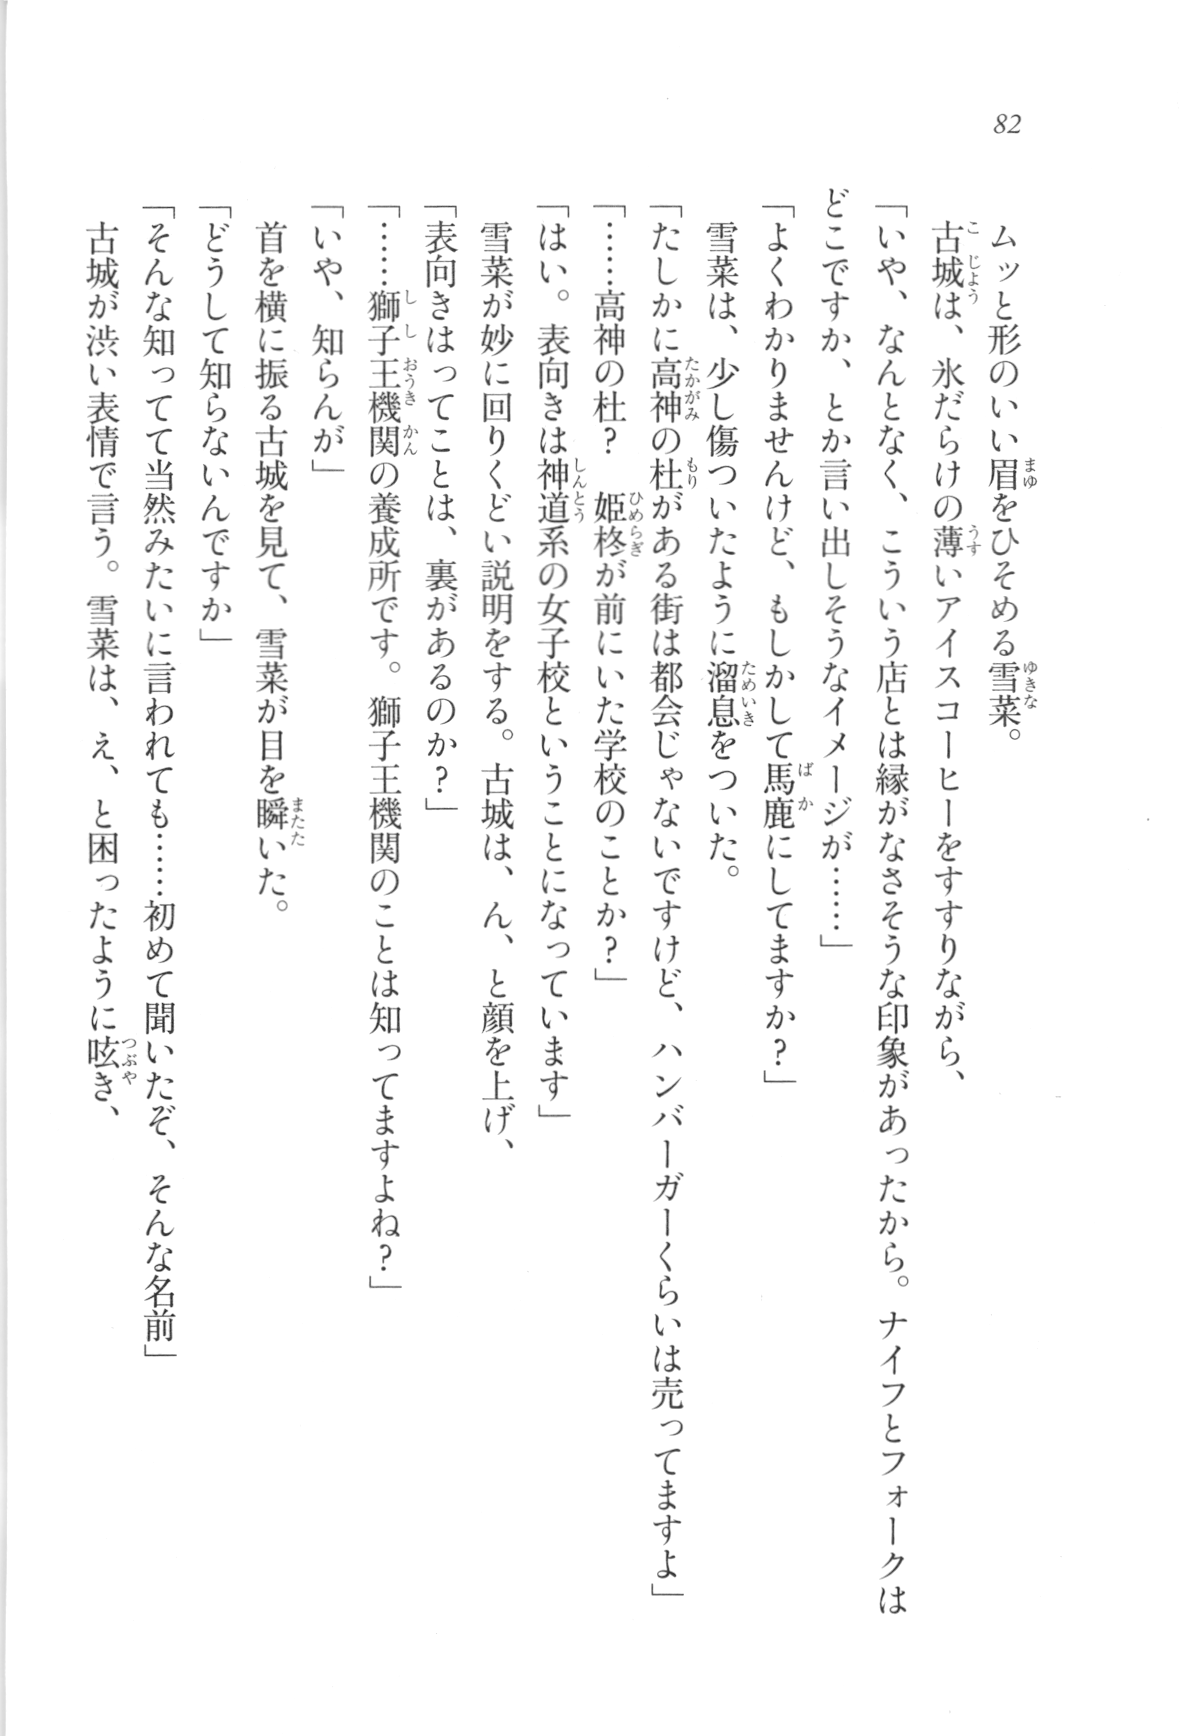 82
ムッと形のいい眉をひそめる雪菜。
古城は、氷だらけの薄いアイスコーヒーをすすりながら、
「いや、なんとなく、こういう店とは縁がなさそうな印象があったから。ナイフとフォークは
どこですか、とか言い出しそうなイメージが……」
「よくわかりませんけど、もしかして馬鹿にしてますか？」
雪菜は、少し傷ついたように溜息をついた。
「たしかに高神の杜がある街は都会じゃないですけど、ハンバーガーくらいは売ってますよ」
「……高神の杜？　姫柊が前にいた学校のことか？」
「はい。表向きは神道系の女子校ということになっています」
雪菜が妙に回りくどい説明をする。古城は、ん、と顔を上げ、
「表向きはってことは、裏があるのか？」
「……獅子王機関の養成所です。獅子王機関のことは知ってますよね？」
「いや、知らんが」
首を横に振る古城を見て、雪菜が目を瞬いた。
「どうして知らないんですか」
「そんな知ってて当然みたいに言われても……初めて聞いたぞ、そんな名前」
古城が渋い表情で言う。雪菜は、え、と困ったように呟き、